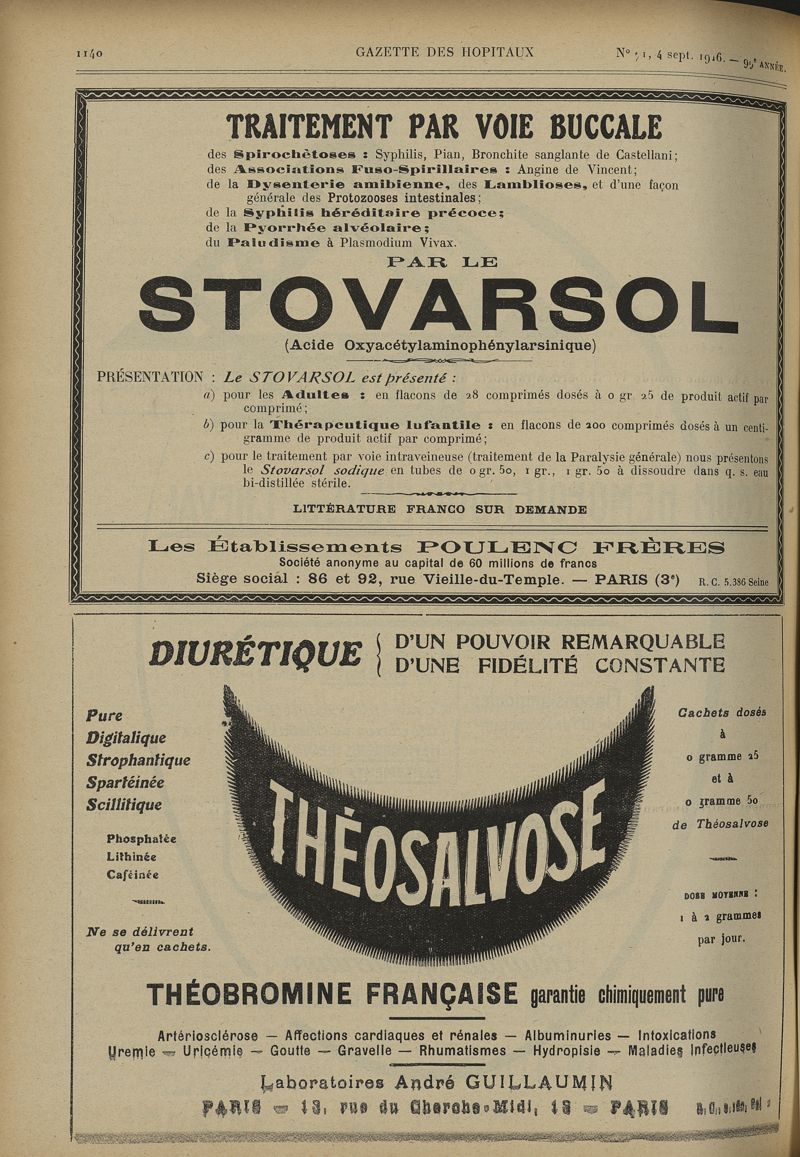 1140 GAZETTE DES HOPITAUX N° 71, 4 sept. 1926. — 99e ANNÉE.
TRAITEMENT PAR VOIE BUCCALE
des Spirochètoses : Syphilis, Pian, Bronchite sanglante de Castellani;
des Associations Fuso-Spirillaires : Angine de Vincent;
de la Dysenterie amibienne, des Lamblioses, et d'une façon
générale des Protozooses intestinales;
de la Syphilis héréditaire précoce;
de la Pyorrhée alvéolaire;
du Paludisme à Plasmodium Vivax.
PAR LE
STOVARSOL
(Acide Oxyacétylaminophénylarsinique)
PRÉSENTATION : Le STOVARSOL est présenté :
a) pour les Adultes : en flacons de 28 comprimés dosés à 0 gr 25 de produit actif par
comprimé;
b) pour la Thérapeutique Infantile : en flacons de 200 comprimés dosés à un centi-
gramme de produit actif par comprimé;
c) pour le traitement par voie intraveineuse (traitement de la Paralysie générale) nous présentons
le Stovarsol sodique en tubes de 0 gr. 50, 1 gr., 1 gr. 50 à dissoudre dans q. s. eau
bi-distillée stérile.
LITTÉRATURE FRANCO SUR DEMANDE
Les Établissements POULENC FRÈRES
Société anonyme au capital de 60 millions de francs
Siège social : 86 et 92, rue Vieille-du-Temple. — PARIS (3e) R. C. 5.386 Seine
DIURÉTIQUE { D'UN POUVOIR REMARQUABLE
D'UNE FIDÉLITÉ CONSTANTE
Pure
Digitalique
Strophantique
Spartéinée
Scillitique
Phosphatée
Lithinée
Caféinée
Ne se délivrent
qu'en cachets.
THÉOSALVOSE
Cachets dosés
à
0 gramme 25
et à
0 gramme 50
de Théosalvose
DOSE MOYENNE :
1 à 2 grammes
par jour.
THÉOBROMINE FRANÇAISE garantie chimiquement pure
Artériosclérose — Affections cardiaques et rénales — Albuminuries — Intoxications
Uremie — Uricémie — Goutte — Gravelle — Rhumatismes — Hydropisie — Maladies Infectieuses
Laboratoires André GUILLAUMIN
PARIS — 13, rue du Cherche-Midi, 13 — PARIS